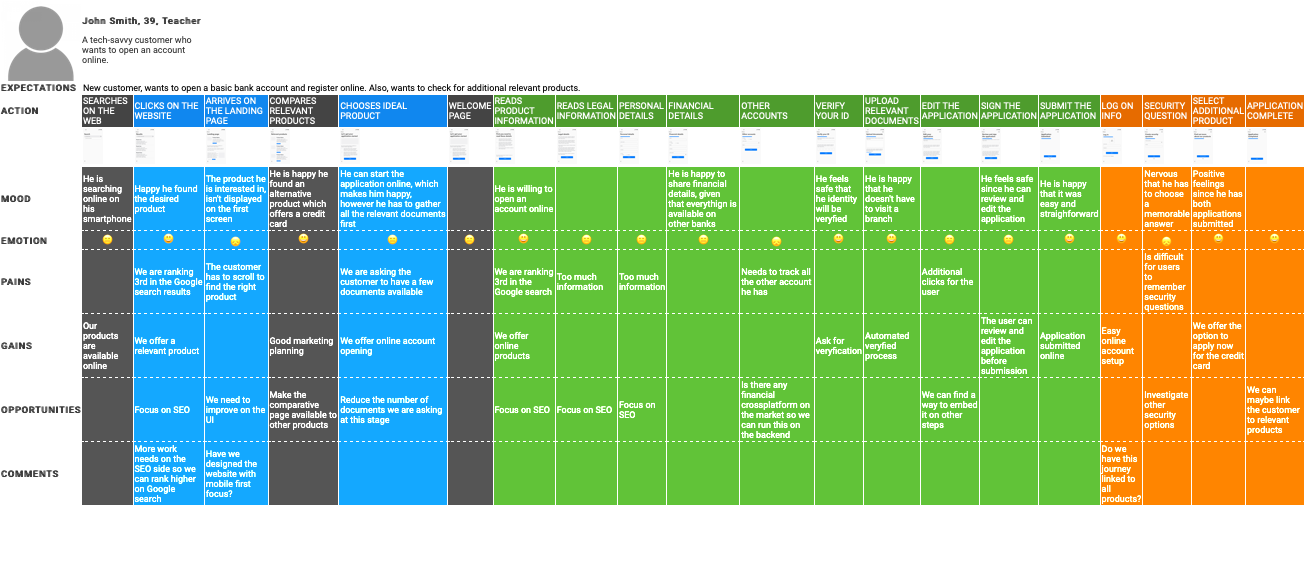 John Smith, 39, Teacher
A tech-savvy customer who
wants to open an account
online.
EXPECTATIONS New customer, wants to open a basic bank account and register online. Also, wants to check for additional relevant products.
ACTION
SEARCHES
ON THE
WEB
CLICKS ON THE
WEBSITE
ARRIVES ON
THE LANDING
PAGE
COMPARES
RELEVANT
PRODUCTS
CHOOSES IDEAL
PRODUCT
WELCOME
PAGE
READS
PRODUCT
INFORMATION
READS LEGAL
INFORMATION
PERSONAL
DETAILS
FINANCIAL
DETAILS
OTHER
ACCOUNTS
VERIFY
YOUR ID
UPLOAD
RELEVANT
DOCUMENTS
EDIT THE
APPLICATION
SIGN THE
APPLICATION
SUBMIT THE
APPLICATION
LOG ON
INFO
SECURITY
QUESTION
SELECT
ADDITIONAL
PRODUCT
APPLICATION
COMPLETE
MOOD
He is
searching
online on
his
smartphone
Happy he found
the desired
product
The product he
is interested in,
isn't displayed
on the first
screen
He is happy he
found an
alternative
product which
offers a credit
card
He can start the
application online, which
makes him happy,
however he has to gather
all the relevant documents
first
He is willing to
open an
account online
He is happy to
share financial
details, given
that everythign is
available on
other banks
He feels
safe that
he identity
will be
veryfied
He is happy
that he
doesn't have
to visit a
branch
He feels safe
since he can
review and
edit the
application
He is happy
that it was
easy and
straighforward
Nervous
that he has
to choose
a
memorable
answer
Positive
feelings
since he has
both
applications
submitted
EMOTION
PAINS
We are ranking
3rd in the Google
search results
The customer
has to scroll to
find the right
product
We are asking the
customer to have a few
documents available
We are ranking
3rd in the
Google search
Too much
information
Too much
information
Needs to track all
the other account
he has
Additional
clicks for the
user
Is difficult
for users
to
remember
security
questions
GAINS
Our
products
are
available
online
We offer a
relevant product
Good marketing
planning
We offer online account
opening
We offer
online
products
Ask for
veryfication
Automated
veryfied
process
The user can
review and
edit the
application
before
submission
Application
submitted
online
Easy
online
account
setup
We offer the
option to
apply now
for the credit
card
OPPORTUNITIES
Focus on SEO
We need to
improve on the
UI
Make the
comparative
page available to
other products
Reduce the number of
documents we are asking
at this stage
Focus on SEO
Focus on SEO
Focus on
SEO
Is there any
financial
crossplatform on
the market so we
can run this on
the backend
We can find a
way to embed
it on other
steps
Investigate
other
security
options
We can
maybe link
the customer
to relevant
products
COMMENTS
More work
needs on the
SEO side so we
can rank higher
on Google
search
Have we
designed the
website with
mobile first
focus?
Do we
have this
journey
linked to
all
products?